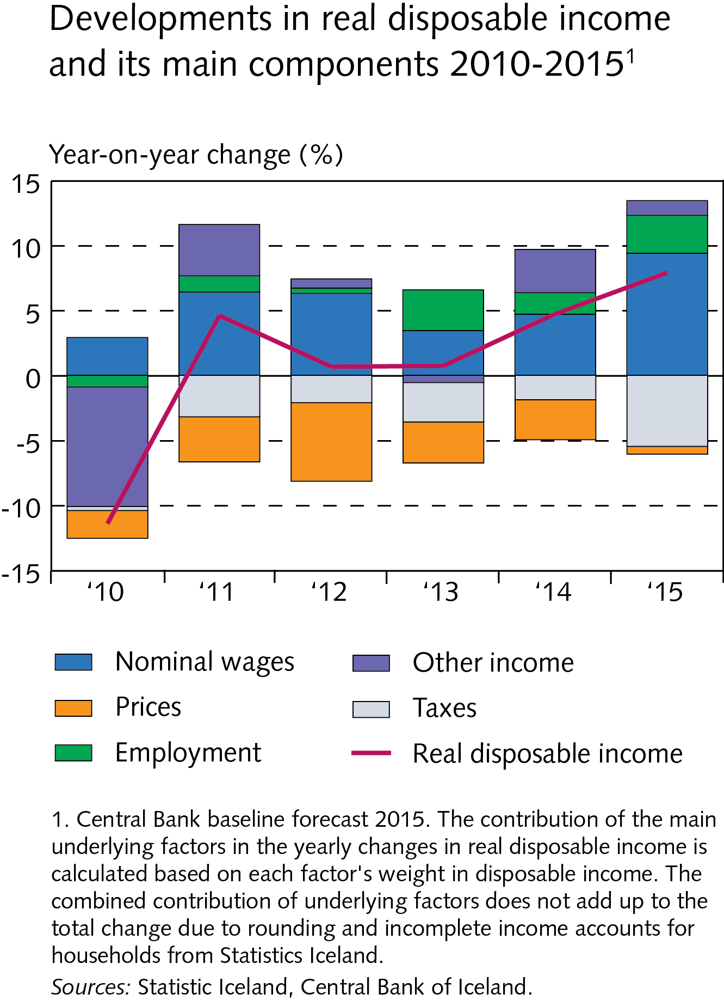 Developments in real disposable income
and its main components 2010-2015¹
Year-on-year change (%)
15
10
5
0
-5
-10
-15
‘10 ‘11 ‘12 ‘13 ‘14 ‘15
Nominal wages
Other income
Prices
Taxes
Employment
Real disposable income
1. Central Bank baseline forecast 2015. The contribution of the main
underlying factors in the yearly changes in real disposable income is
calculated based on each factor's weight in disposable income. The
combined contribution of underlying factors does not add up to the
total change due to rounding and incomplete income accounts for
households from Statistics Iceland.
Sources: Statistic Iceland, Central Bank of Iceland.